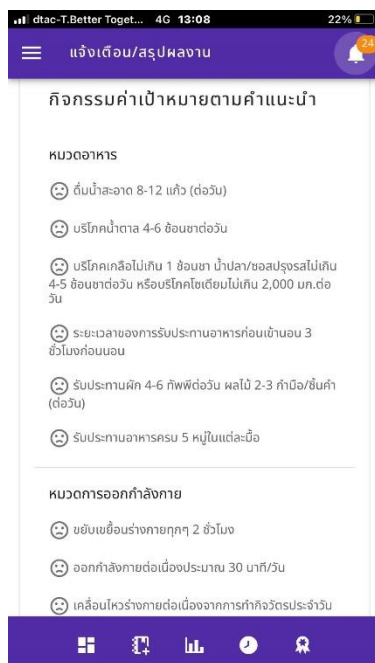 dtac-T.Better Toget... 4G 13:08 22%
แจ้งเตือน/สรุปผลงาน
24
กิจกรรมค่าเป้าหมายตามคำแนะนำ
หมวดอาหาร
ดื่มน้ำสะอาด 8-12 แก้ว (ต่อวัน)
บริโภคน้ำตาล 4-6 ช้อนชาต่อวัน
บริโภคเกลือไม่เกิน 1 ช้อนชา น้ำปลา/ซอสปรุงรสไม่เกิน
4-5 ช้อนชาต่อวัน หรือบริโภคโซเดียมไม่เกิน 2,000 มก.ต่อ
วัน
ระยะเวลาของการรับประทานอาหารก่อนเข้านอน 3
ชั่วโมงก่อนนอน
รับประทานผัก 4-6 ทัพพีต่อวัน ผลไม้ 2-3 กำมือ/ชิ้นคำ
(ต่อวัน)
รับประทานอาหารครบ 5 หมู่ในแต่ละมื้อ
หมวดการออกกำลังกาย
ขยับเขยื้อนร่างกายทุกๆ 2 ชั่วโมง
ออกกำลังกายต่อเนื่องประมาณ 30 นาที/วัน
เคลื่อนไหวร่างกายต่อเนื่องจากการทำกิจวัตรประจำวัน